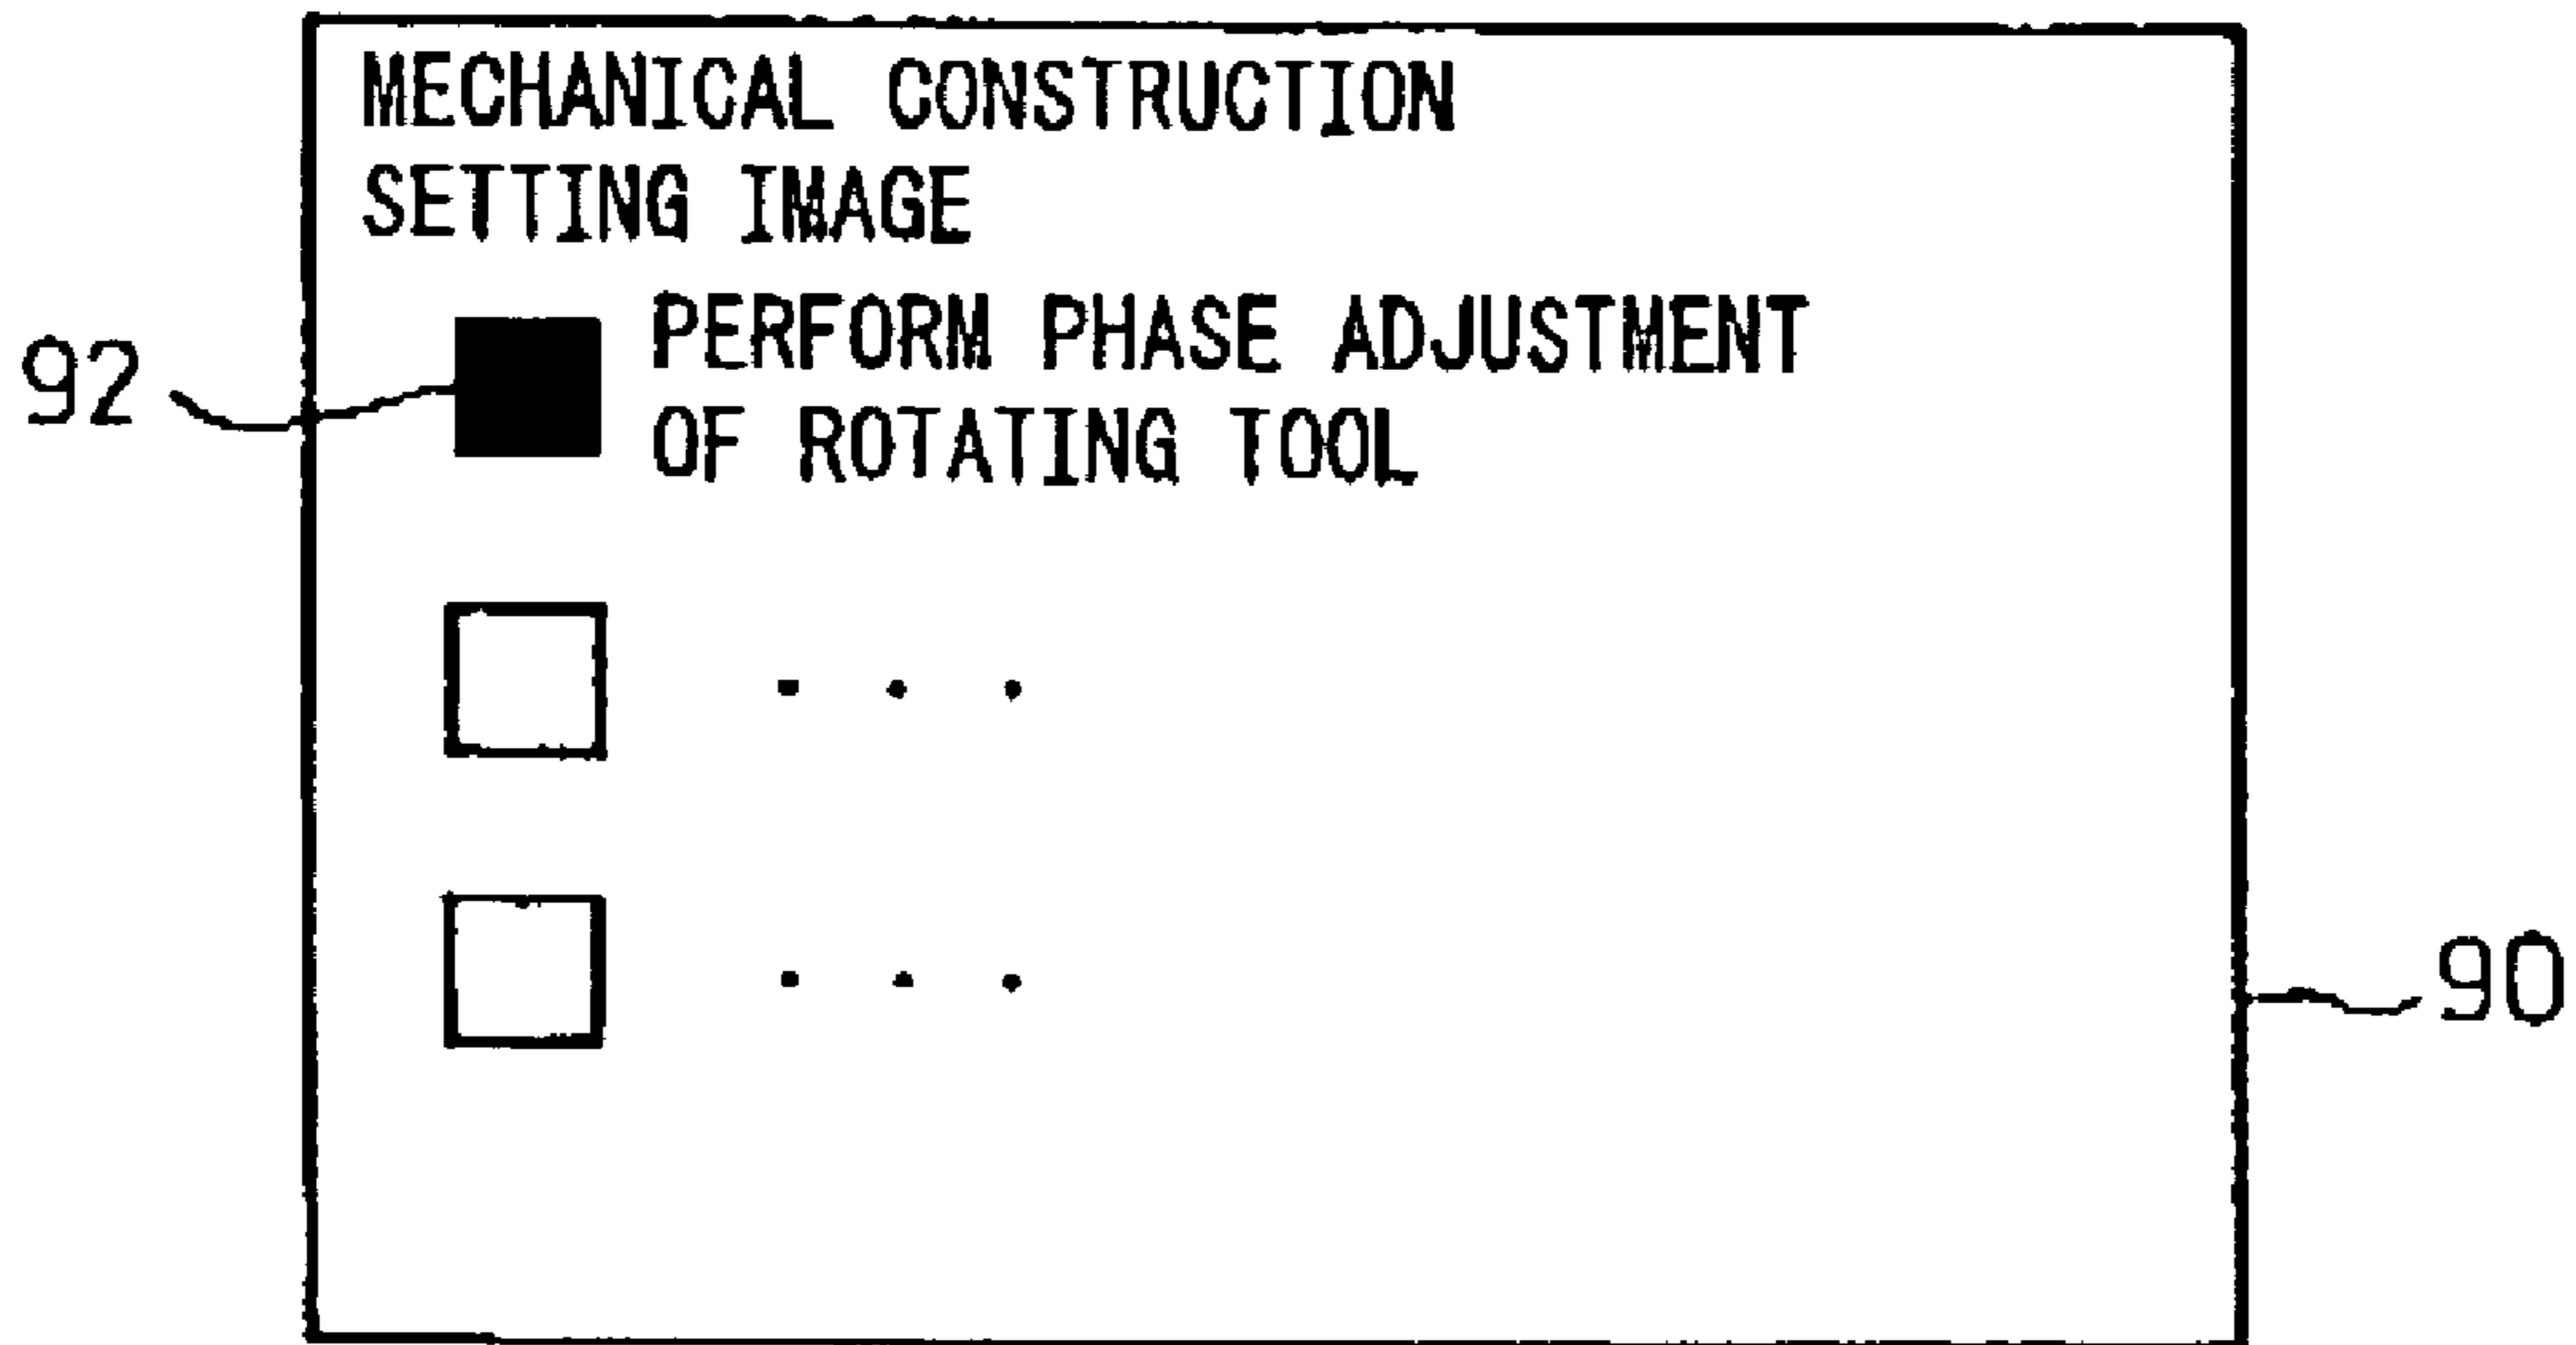 MECHANICAL CONSTRUCTION
SETTING IMAGE
PERFORM PHASE ADJUSTMENT
OF ROTATING TOOL
92
. . .
. . .
90